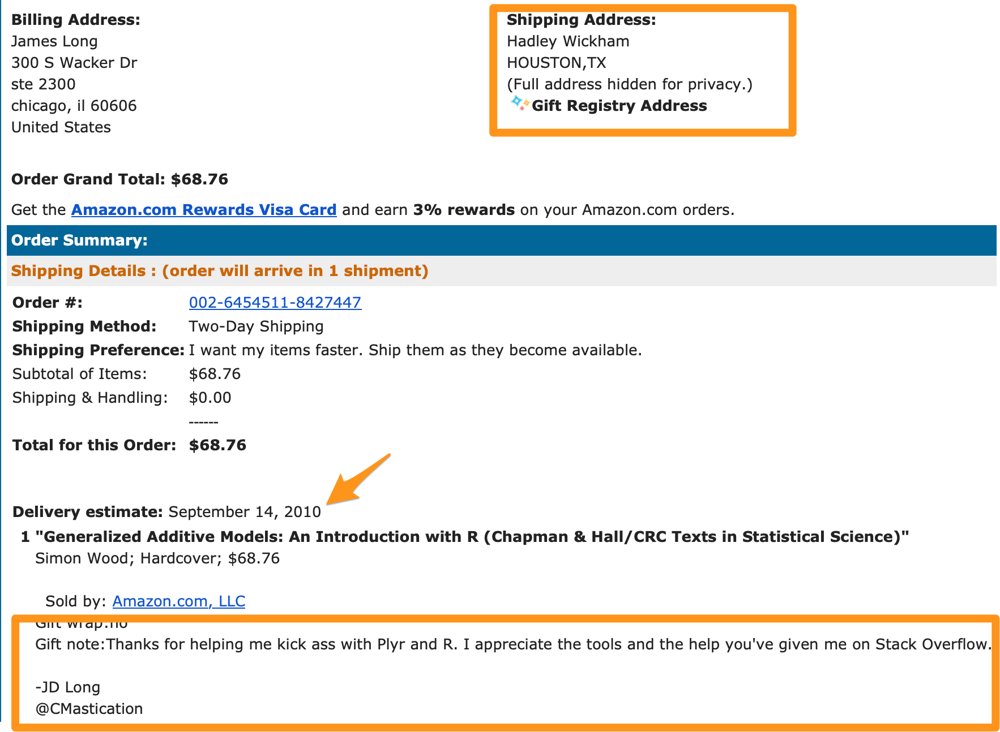 Billing Address:
James Long
300 S Wacker Dr
ste 2300
chicago, il 60606
United States
Shipping Address:
Hadley Wickham
HOUSTON,TX
(Full address hidden for privacy.)
Gift Registry Address
Order Grand Total: $68.76
Get the Amazon.com Rewards Visa Card and earn 3% rewards on your Amazon.com orders.
Order Summary:
Shipping Details : (order will arrive in 1 shipment)
Order #: 002-6454511-8427447
Shipping Method: Two-Day Shipping
Shipping Preference: I want my items faster. Ship them as they become available.
Subtotal of Items: $68.76
Shipping & Handling: $0.00
------
Total for this Order: $68.76
Delivery estimate: September 14, 2010
1 "Generalized Additive Models: An Introduction with R (Chapman & Hall/CRC Texts in Statistical Science)"
Simon Wood; Hardcover; $68.76
Sold by: Amazon.com, LLC
Gift wrap:no
Gift note:Thanks for helping me kick ass with Plyr and R. I appreciate the tools and the help you've given me on Stack Overflow.
-JD Long
@CMastication